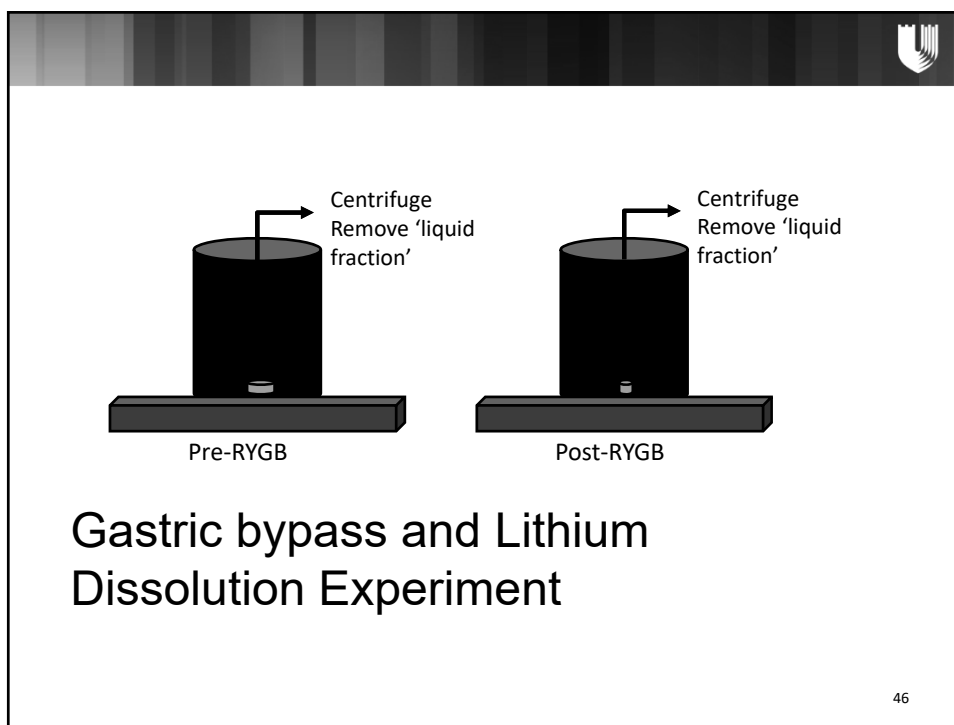 Centrifuge
Remove ‘liquid
fraction’
Centrifuge
Remove ‘liquid
fraction’
Pre-RYGB
Post-RYGB
Gastric bypass and Lithium
Dissolution Experiment
46